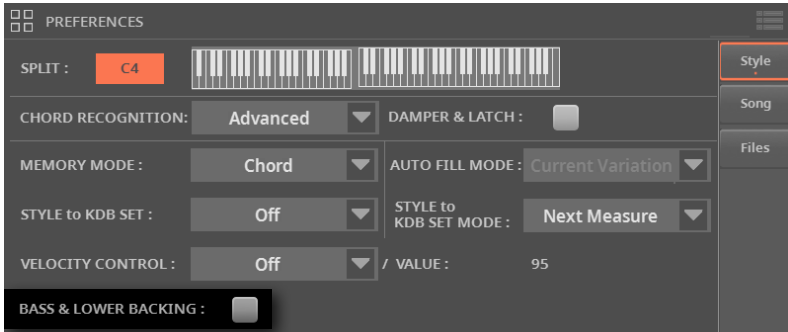 PREFERENCES
SPLIT : C4
Style
Song
Files
CHORD RECOGNITION: Advanced DAMPER & LATCH :
MEMORY MODE : Chord AUTO FILL MODE : Current Variation
STYLE to KDB SET : Off STYLE to
KDB SET MODE : Next Measure
VELOCITY CONTROL : Off / VALUE : 95
BASS & LOWER BACKING :